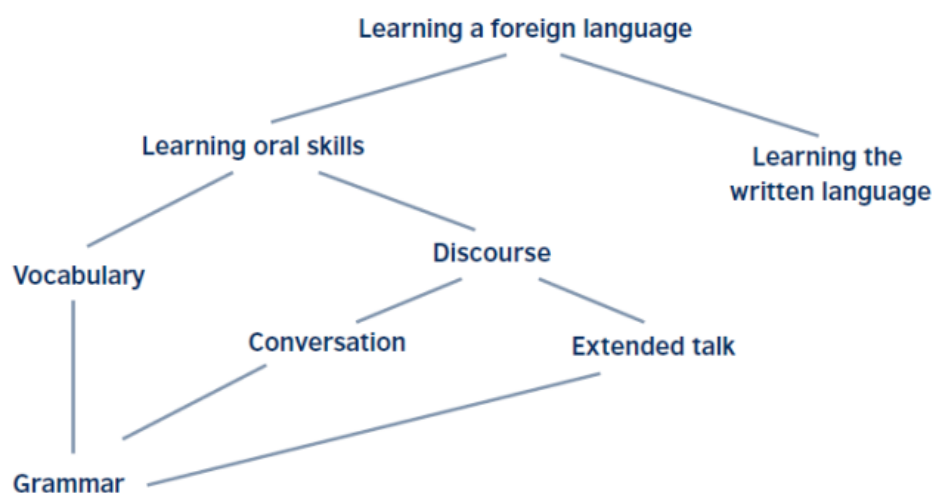 Learning a foreign language
Learning oral skills
Learning the
written language
Discourse
Vocabulary
Conversation
Extended talk
Grammar